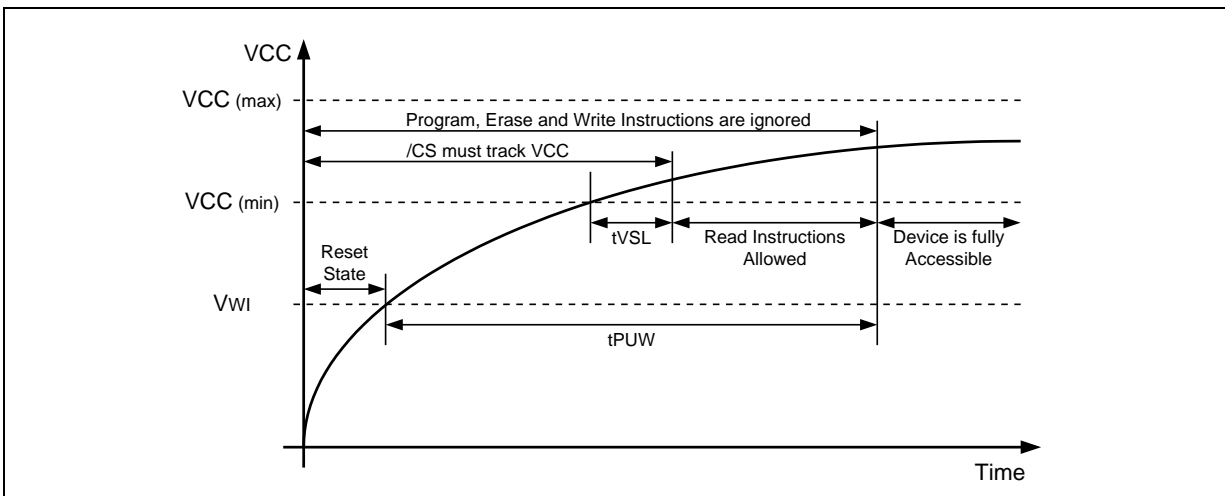 VCC
VCC (max)
Program, Erase and Write Instructions are ignored
/CS must track VCC
VCC (min)
tVSL
Read Instructions
Allowed
Device is fully
Accessible
Reset
State
VWI
tPUW
Time